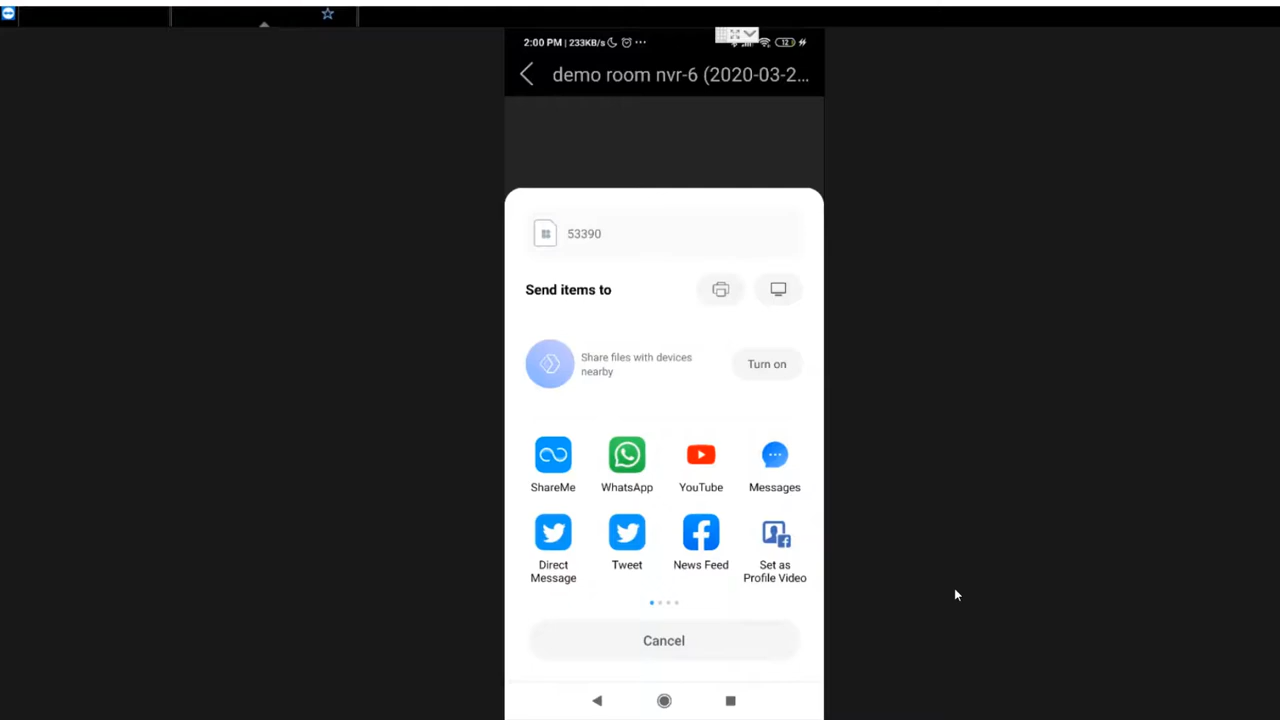 2:00 PM | 233KB/s ... 12
demo room nvr-6 (2020-03-2...
53390
Send items to
Share files with devices
nearby
Turn on
ShareMe
WhatsApp
YouTube
Messages
Direct
Message
Tweet
News Feed
Set as
Profile Video
Cancel